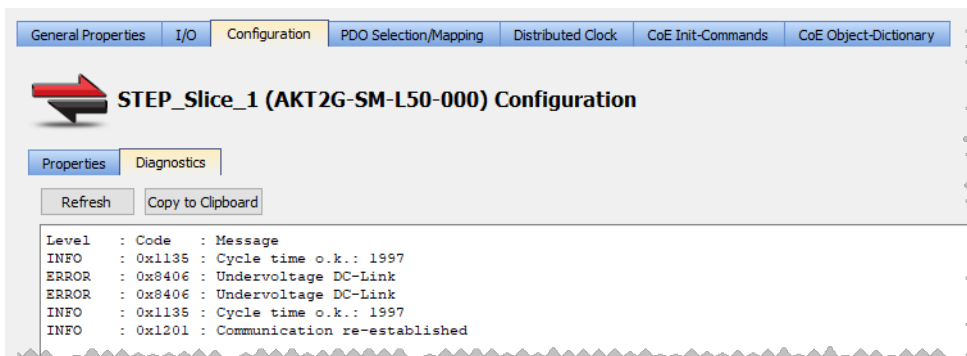 General Properties I/O Configuration PDO Selection/Mapping Distributed Clock CoE Init-Commands CoE Object-Dictionary
STEP_Slice_1 (AKT2G-SM-L50-000) Configuration
Properties Diagnostics
Refresh Copy to Clipboard
Level : Code : Message
INFO : 0x1135 : Cycle time o.k.: 1997
ERROR : 0x8406 : Undervoltage DC-Link
ERROR : 0x8406 : Undervoltage DC-Link
INFO : 0x1135 : Cycle time o.k.: 1997
INFO : 0x1201 : Communication re-established